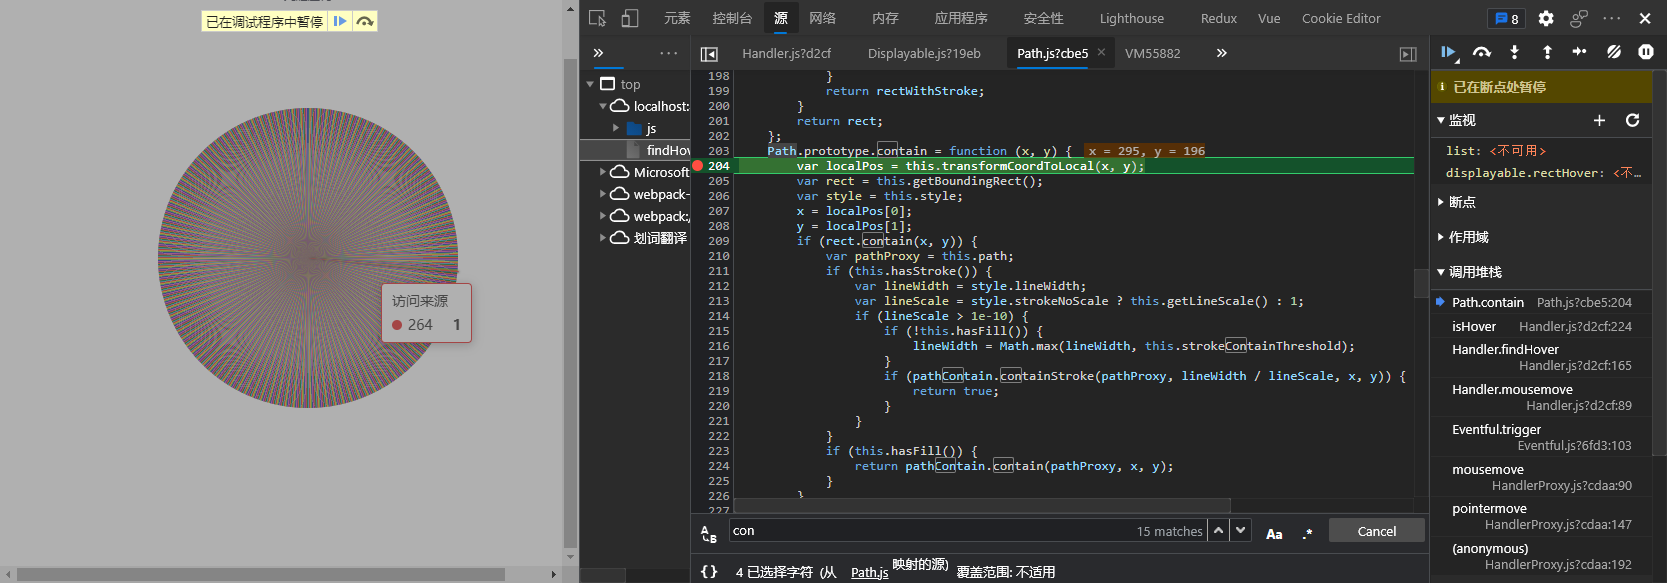 已在调试程序中暂停
访问来源
264 1
元素 控制台 源 网络 内存 应用程序 安全性 Lighthouse Redux Vue Cookie Editor 8
Handler.js?d2cf Displayable.js?19eb Path.js?cbe5 VM55882
top
localhost:
js
findHov
Microsoft
webpack-
webpack:/
划词翻译
198 }
199 return rectWithStroke;
200 }
201 return rect;
202 };
203 Path.prototype.contain = function (x, y) { x = 295, y = 196
204 var localPos = this.transformCoordToLocal(x, y);
205 var rect = this.getBoundingRect();
206 var style = this.style;
207 x = localPos[0];
208 y = localPos[1];
209 if (rect.contain(x, y)) {
210 var pathProxy = this.path;
211 if (this.hasStroke()) {
212 var lineWidth = style.lineWidth;
213 var lineScale = style.strokeNoScale ? this.getLineScale() : 1;
214 if (lineScale > 1e-10) {
215 if (!this.hasFill()) {
216 lineWidth = Math.max(lineWidth, this.strokeContainThreshold);
217 }
218 if (pathContain.containStroke(pathProxy, lineWidth / lineScale, x, y)) {
219 return true;
220 }
221 }
222 }
223 if (this.hasFill()) {
224 return pathContain.contain(pathProxy, x, y);
225 }
226 }
227
con 15 matches Aa .* Cancel
{} 4 已选择字符 (从 Path.js 映射的源) 覆盖范围: 不适用
已在断点处暂停
监视
list: <不可用>
displayable.rectHover: <不…
断点
作用域
调用堆栈
Path.contain Path.js?cbe5:204
isHover Handler.js?d2cf:224
Handler.findHover
Handler.js?d2cf:165
Handler.mousemove
Handler.js?d2cf:89
Eventful.trigger
Eventful.js?6fd3:103
mousemove
HandlerProxy.js?cdaa:90
pointermove
HandlerProxy.js?cdaa:147
(anonymous)
HandlerProxy.js?cdaa:192